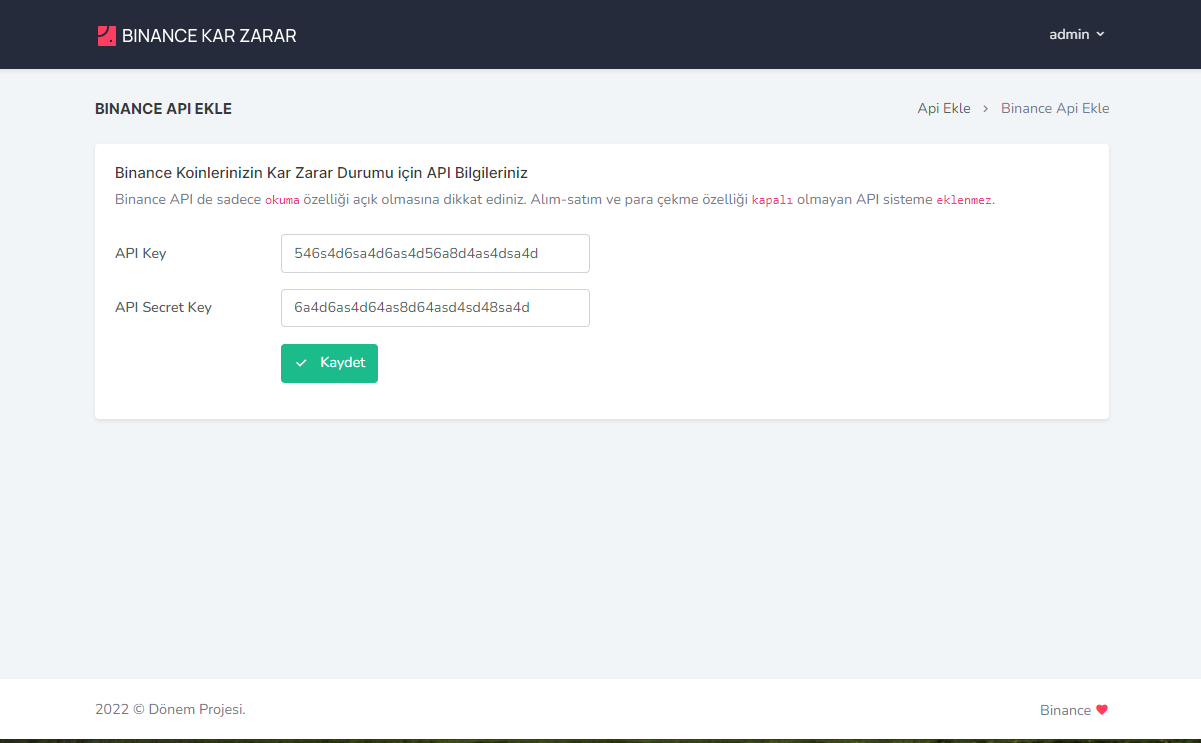 BINANCE KAR ZARAR
admin
BINANCE API EKLE
Api Ekle > Binance Api Ekle
Binance Koinlerinizin Kar Zarar Durumu için API Bilgileriniz
Binance API de sadece okuma özelliği açık olmasına dikkat ediniz. Alım-satım ve para çekme özelliği kapalı olmayan API sisteme eklenmez.
API Key
546s4d6sa4d6as4d56a8d4as4dsa4d
API Secret Key
6a4d6as4d64as8d64asd4sd48sa4d
Kaydet
2022 © Dönem Projesi.
Binance